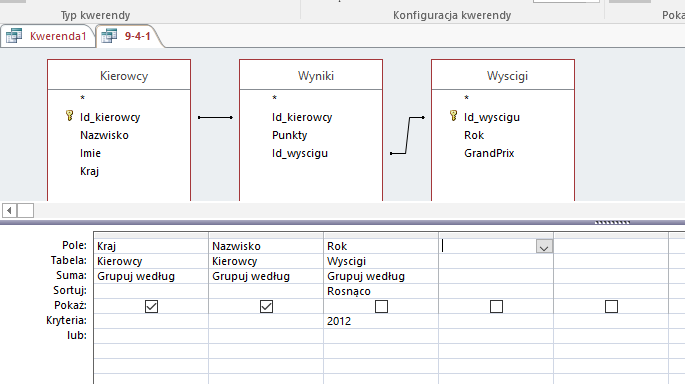 Typ kwerendy Konfiguracja kwerendy Poka
Kwerenda1 9-4-1
Kierowcy Wyniki Wyscigi
* * *
Id_kierowcy Id_kierowcy Id_wyscigu
Nazwisko Punkty Rok
Imie Id_wyscigu GrandPrix
Kraj
Pole: Kraj Nazwisko Rok
Tabela: Kierowcy Kierowcy Wyscigi
Suma: Grupuj według Grupuj według Grupuj według
Sortuj: Rosnąco
Pokaż:
Kryteria: 2012
lub: